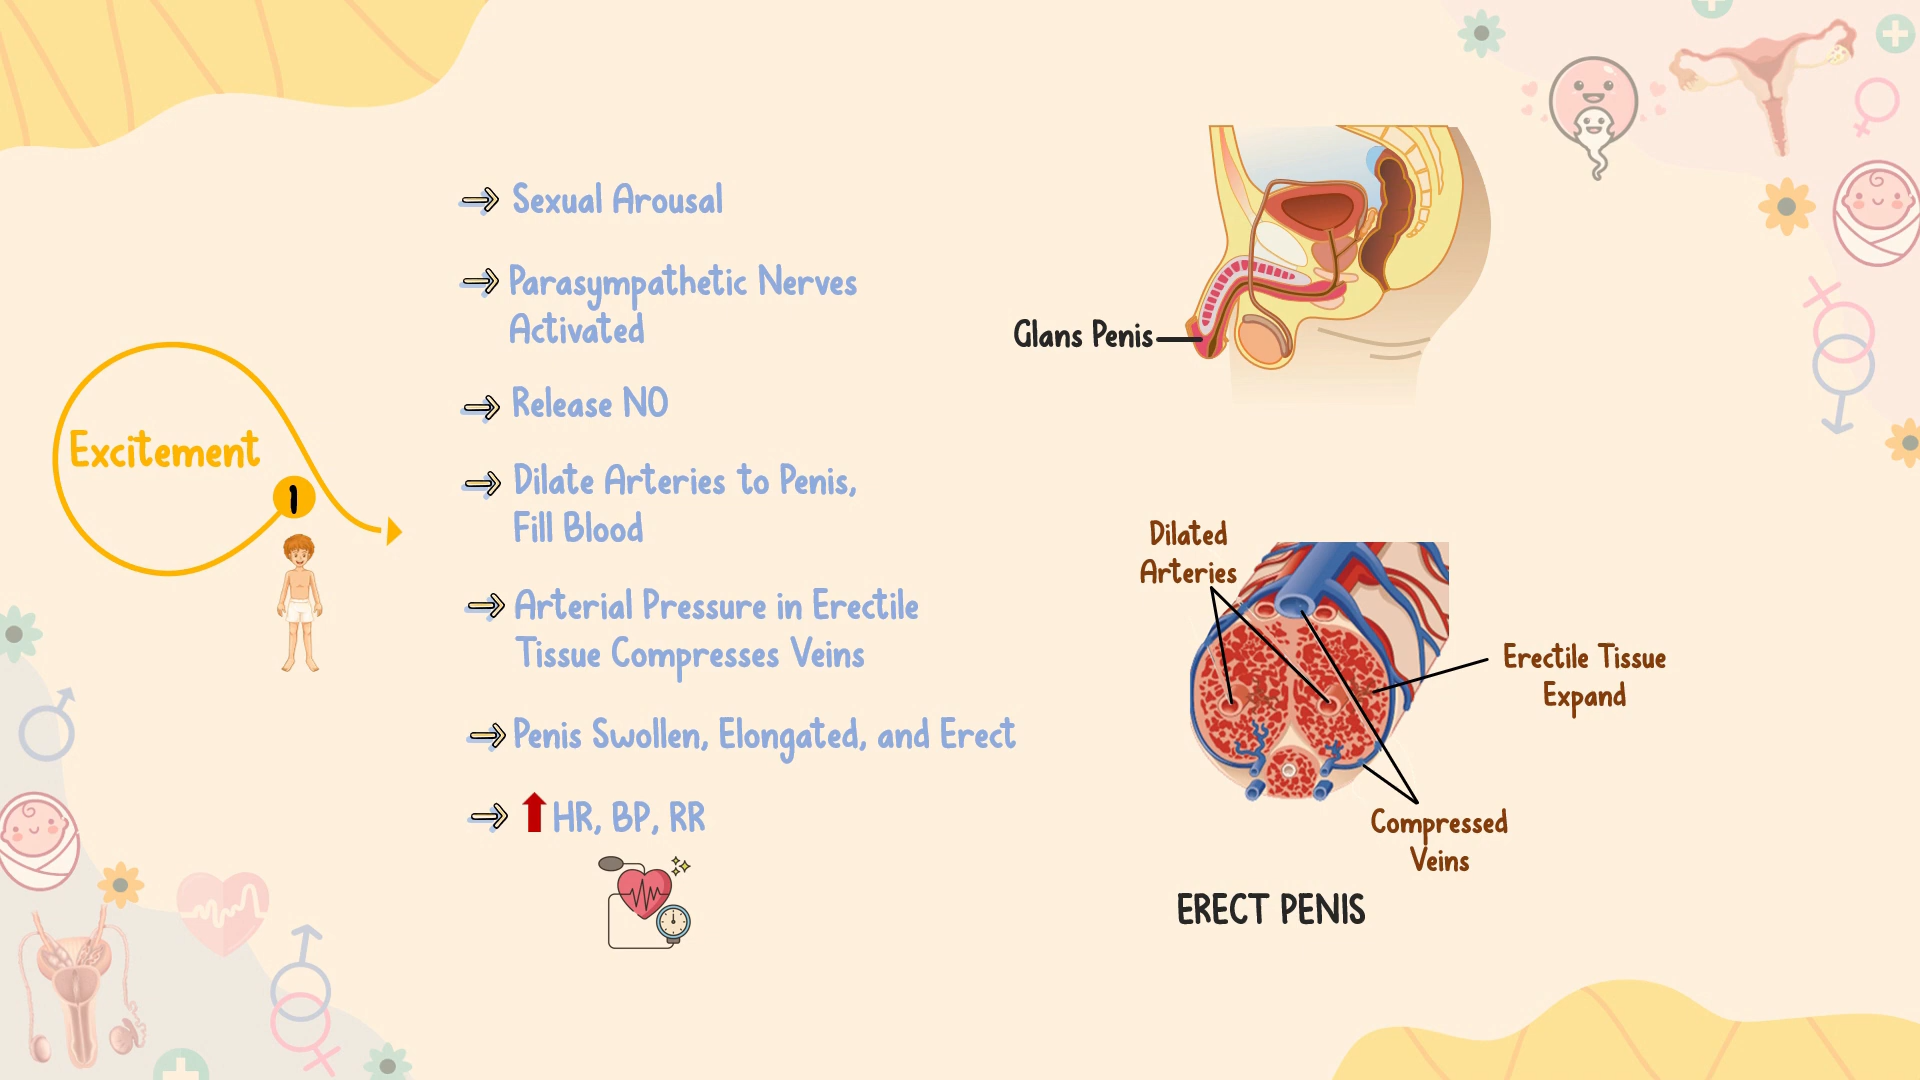 Excitement
1
Sexual Arousal
Parasympathetic Nerves
Activated
Release NO
Dilate Arteries to Penis,
Fill Blood
Arterial Pressure in Erectile
Tissue Compresses Veins
Penis Swollen, Elongated, and Erect
HR, BP, RR
Glans Penis
Dilated
Arteries
Erectile Tissue
Expand
Compressed
Veins
ERECT PENIS